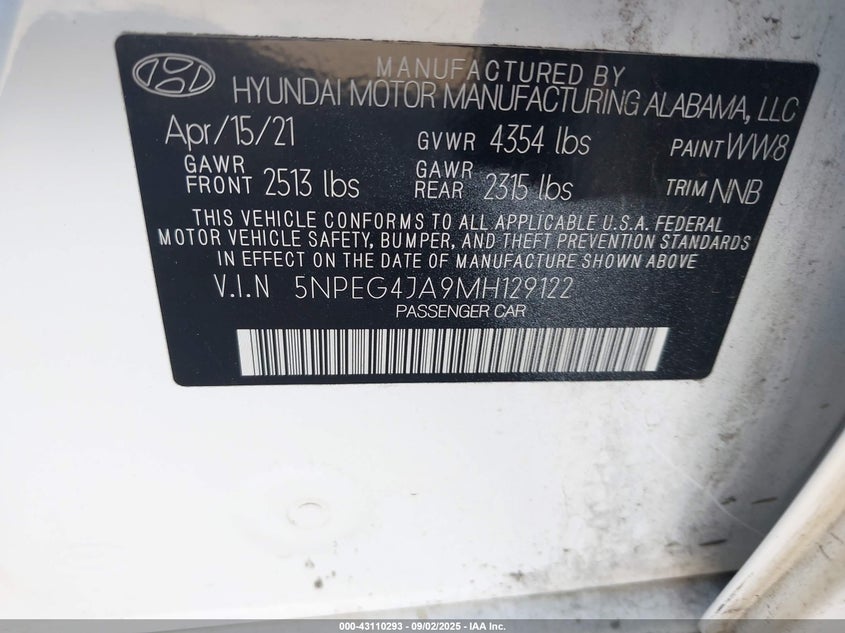 MANUFACTURED BY
HYUNDAI MOTOR MANUFACTURING ALABAMA, LLC
Apr/15/21 GVWR 4354 lbs PAINT WW8
GAWR FRONT 2513 lbs GAWR REAR 2315 lbs TRIM NNB
THIS VEHICLE CONFORMS TO ALL APPLICABLE U.S.A. FEDERAL
MOTOR VEHICLE SAFETY, BUMPER, AND THEFT PREVENTION STANDARDS
IN EFFECT ON THE DATE OF MANUFACTURE SHOWN ABOVE
V.I.N 5NPEG4JA9MH129122
PASSENGER CAR
000-43110293 - 09/02/2025 - IAA Inc.